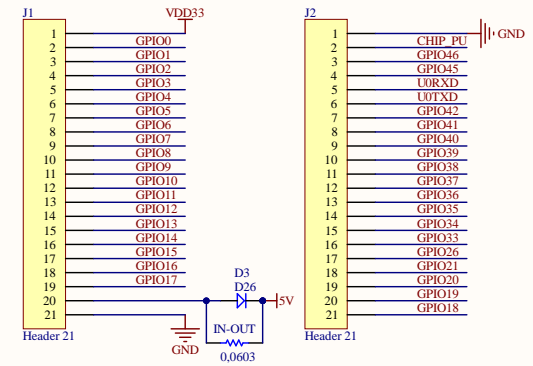 J1
VDD33
1
2 GPIO0
3 GPIO1
4 GPIO2
5 GPIO3
6 GPIO4
7 GPIO5
8 GPIO6
9 GPIO7
10 GPIO8
11 GPIO9
12 GPIO10
13 GPIO11
14 GPIO12
15 GPIO13
16 GPIO14
17 GPIO15
18 GPIO16
19 GPIO17
20
21
Header 21
GND
D3
D26
5V
IN-OUT
0,0603
J2
1 GND
2 CHIP_PU
3 GPIO46
4 GPIO45
5 U0RXD
6 U0TXD
7 GPIO42
8 GPIO41
9 GPIO40
10 GPIO39
11 GPIO38
12 GPIO37
13 GPIO36
14 GPIO35
15 GPIO34
16 GPIO33
17 GPIO26
18 GPIO21
19 GPIO20
20 GPIO19
21 GPIO18
Header 21